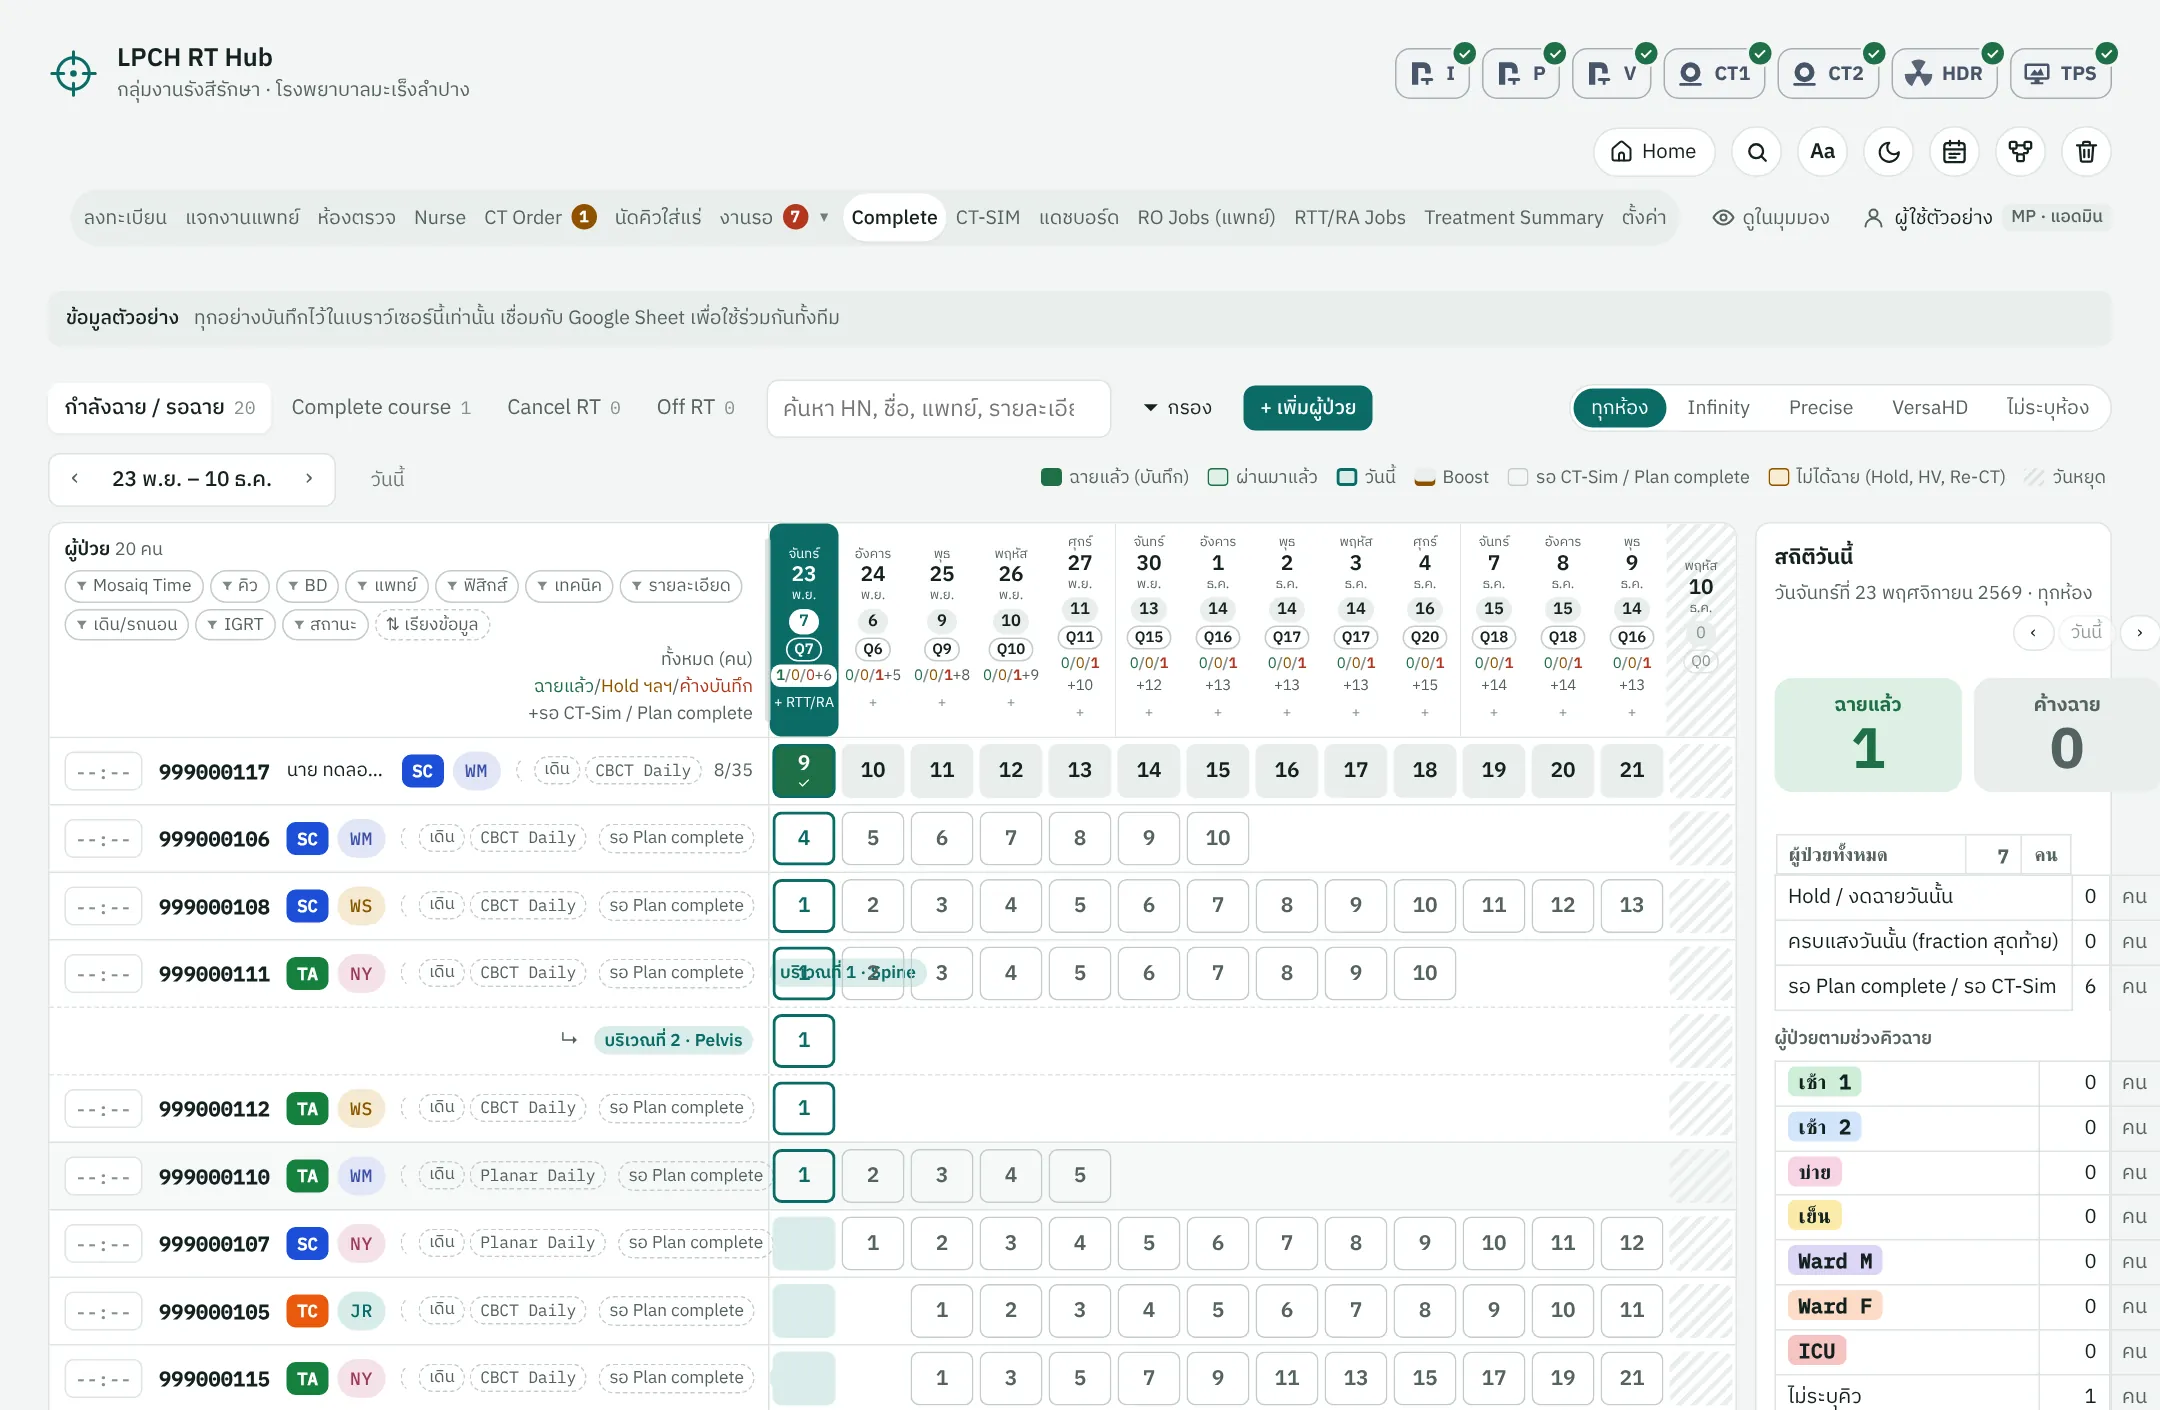 LPCH RT Hub
กลุ่มงานรังสีรักษา · โรงพยาบาลมะเร็งลำปาง
I P V CT1 CT2 HDR TPS
Home Aa
ลงทะเบียน แจกงานแพทย์ ห้องตรวจ Nurse CT Order 1 นัดคิวใส่แร่ งานรอ 7 ▾ Complete CT-SIM แดชบอร์ด RO Jobs (แพทย์) RTT/RA Jobs Treatment Summary ตั้งค่า ดูในมุมมอง ผู้ใช้ตัวอย่าง MP · แอดมิน
ข้อมูลตัวอย่าง ทุกอย่างบันทึกไว้ในเบราว์เซอร์นี้เท่านั้น เชื่อมกับ Google Sheet เพื่อใช้ร่วมกันทั้งทีม
กำลังฉาย / รอฉาย 20 Complete course 1 Cancel RT 0 Off RT 0 ค้นหา HN, ชื่อ, แพทย์, รายละเอีย กรอง + เพิ่มผู้ป่วย ทุกห้อง Infinity Precise VersaHD ไม่ระบุห้อง
‹ 23 พ.ย. – 10 ธ.ค. › วันนี้ ฉายแล้ว (บันทึก) ผ่านมาแล้ว วันนี้ Boost รอ CT-Sim / Plan complete ไม่ได้ฉาย (Hold, HV, Re-CT) วันหยุด
ผู้ป่วย 20 คน
Mosaiq Time คิว BD แพทย์ ฟิสิกส์ เทคนิค รายละเอียด
เดิน/รถนอน IGRT สถานะ ⇅ เรียงข้อมูล
ทั้งหมด (คน)
ฉายแล้ว/Hold ฯลฯ/ค้างบันทึก
+รอ CT-Sim / Plan complete
จันทร์ อังคาร พุธ พฤหัส ศุกร์ จันทร์ อังคาร พุธ พฤหัส ศุกร์ จันทร์ อังคาร พุธ พฤหัส
23 24 25 26 27 30 1 2 3 4 7 8 9 10
พ.ย. พ.ย. พ.ย. พ.ย. พ.ย. พ.ย. ธ.ค. ธ.ค. ธ.ค. ธ.ค. ธ.ค. ธ.ค. ธ.ค. ธ.ค.
7 6 9 10 11 13 14 14 14 16 15 15 14 0
Q7 Q6 Q9 Q10 Q11 Q15 Q16 Q17 Q17 Q20 Q18 Q18 Q16 Q0
1/0/0+6 0/0/1+5 0/0/1+8 0/0/1+9 0/0/1 0/0/1 0/0/1 0/0/1 0/0/1 0/0/1 0/0/1 0/0/1 0/0/1
+10 +12 +13 +13 +13 +15 +14 +14 +13
+ RTT/RA + + + + + + + + + + + +
--:-- 999000117 นาย ทดลอ... SC WM เดิน CBCT Daily 8/35 9 ✓ 10 11 12 13 14 15 16 17 18 19 20 21
--:-- 999000106 SC WM เดิน CBCT Daily รอ Plan complete 4 5 6 7 8 9 10
--:-- 999000108 SC WS เดิน CBCT Daily รอ Plan complete 1 2 3 4 5 6 7 8 9 10 11 12 13
--:-- 999000111 TA NY เดิน CBCT Daily รอ Plan complete บริเวณที่ 1 · Spine 1 2 3 4 5 6 7 8 9 10
↳ บริเวณที่ 2 · Pelvis 1
--:-- 999000112 TA WS เดิน CBCT Daily รอ Plan complete 1
--:-- 999000110 TA WM เดิน Planar Daily รอ Plan complete 1 2 3 4 5
--:-- 999000107 SC NY เดิน Planar Daily รอ Plan complete 1 2 3 4 5 6 7 8 9 10 11 12
--:-- 999000105 TC JR เดิน CBCT Daily รอ Plan complete 1 2 3 4 5 6 7 8 9 10 11
--:-- 999000115 TA NY เดิน CBCT Daily รอ Plan complete 1 3 5 7 9 11 13 15 17 19 21
สถิติวันนี้
วันจันทร์ที่ 23 พฤศจิกายน 2569 · ทุกห้อง
‹ วันนี้ ›
ฉายแล้ว ค้างฉาย
1 0
ผู้ป่วยทั้งหมด 7 คน
Hold / งดฉายวันนั้น 0 คน
ครบแสงวันนั้น (fraction สุดท้าย) 0 คน
รอ Plan complete / รอ CT-Sim 6 คน
ผู้ป่วยตามช่วงคิวฉาย
เช้า 1 0 คน
เช้า 2 0 คน
บ่าย 0 คน
เย็น 0 คน
Ward M 0 คน
Ward F 0 คน
ICU 0 คน
ไม่ระบุคิว 1 คน